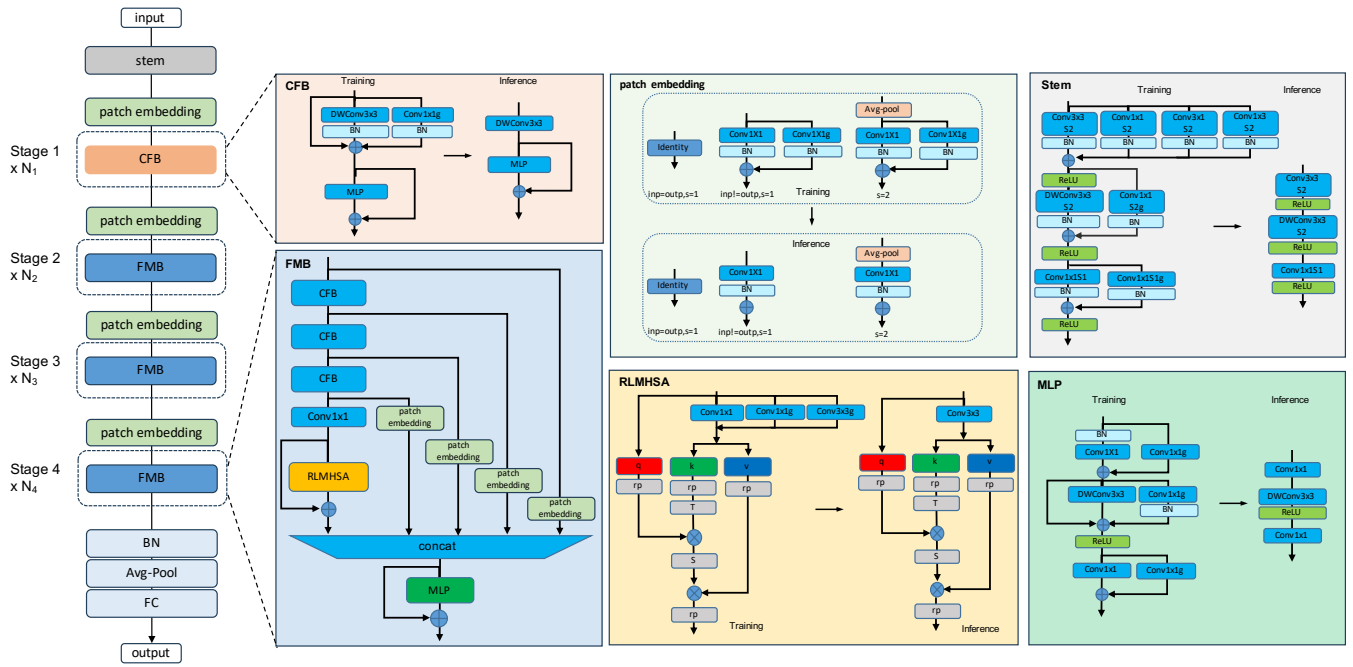 input
stem
patch embedding
Stage 1
x N1
CFB
patch embedding
Stage 2
x N2
FMB
patch embedding
Stage 3
x N3
FMB
patch embedding
Stage 4
x N4
FMB
BN
Avg-Pool
FC
output
CFB
Training
Inference
DWConv3x3
Conv1x1g
BN
BN
MLP
DWConv3x3
MLP
FMB
CFB
CFB
CFB
Conv1x1
RLMHSA
patch
embedding
patch
embedding
patch
embedding
patch
embedding
concat
MLP
patch embedding
Identity
inp=outp,s=1
Conv1X1
Conv1X1g
BN
BN
inp!=outp,s=1
Avg-pool
Conv1X1
Conv1X1g
BN
BN
s=2
Training
Inference
Identity
inp=outp,s=1
Conv1X1
BN
inp!=outp,s=1
Avg-pool
Conv1X1
BN
s=2
Stem
Training
Inference
Conv3x3
S2
Conv1x1
S2
Conv3x1
S2
Conv1x3
S2
BN
BN
BN
BN
ReLU
DWConv3x3
S2
Conv1x1
S2g
BN
BN
ReLU
Conv1x1S1
Conv1x1S1g
BN
BN
ReLU
Conv3x3
S2
ReLU
DWConv3x3
S2
ReLU
Conv1x1S1
ReLU
RLMHSA
Conv1x1
Conv1x1g
Conv3x3g
q
k
v
rp
rp
rp
T
S
rp
Training
Conv3x3
q
k
v
rp
rp
rp
T
S
rp
Inference
MLP
Training
Inference
BN
Conv1X1
Conv1x1g
DWConv3x3
Conv1x1g
BN
ReLU
Conv1x1
Conv1x1g
Conv1x1
DWConv3x3
ReLU
Conv1x1